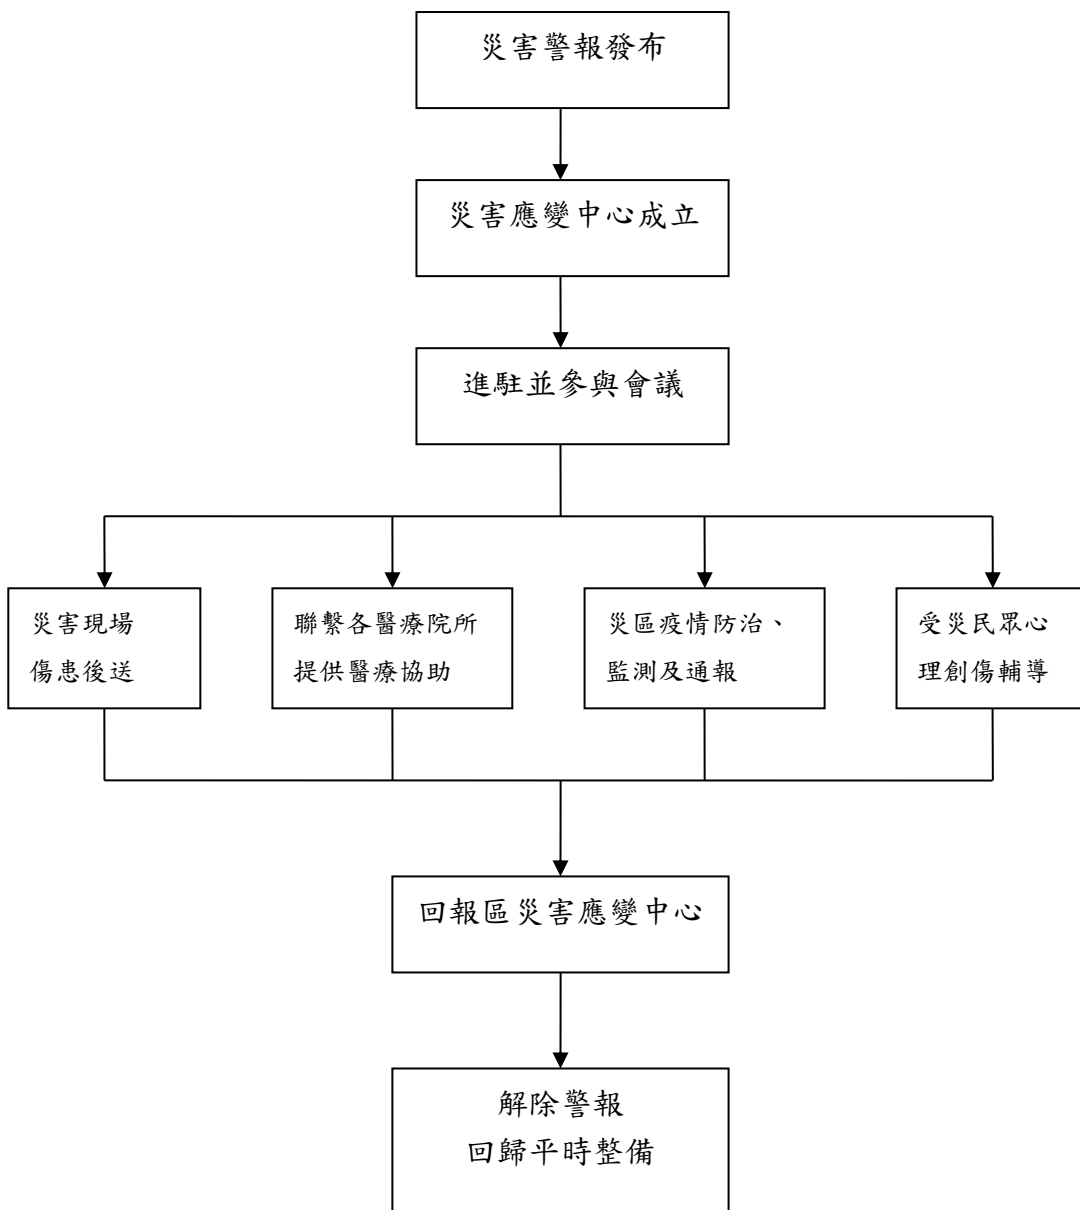 災害警報發布
災害應變中心成立
進駐並參與會議
災害現場
傷患後送
聯繫各醫療院所
提供醫療協助
災區疫情防治、
監測及通報
受災民眾心
理創傷輔導
回報區災害應變中心
解除警報
回歸平時整備